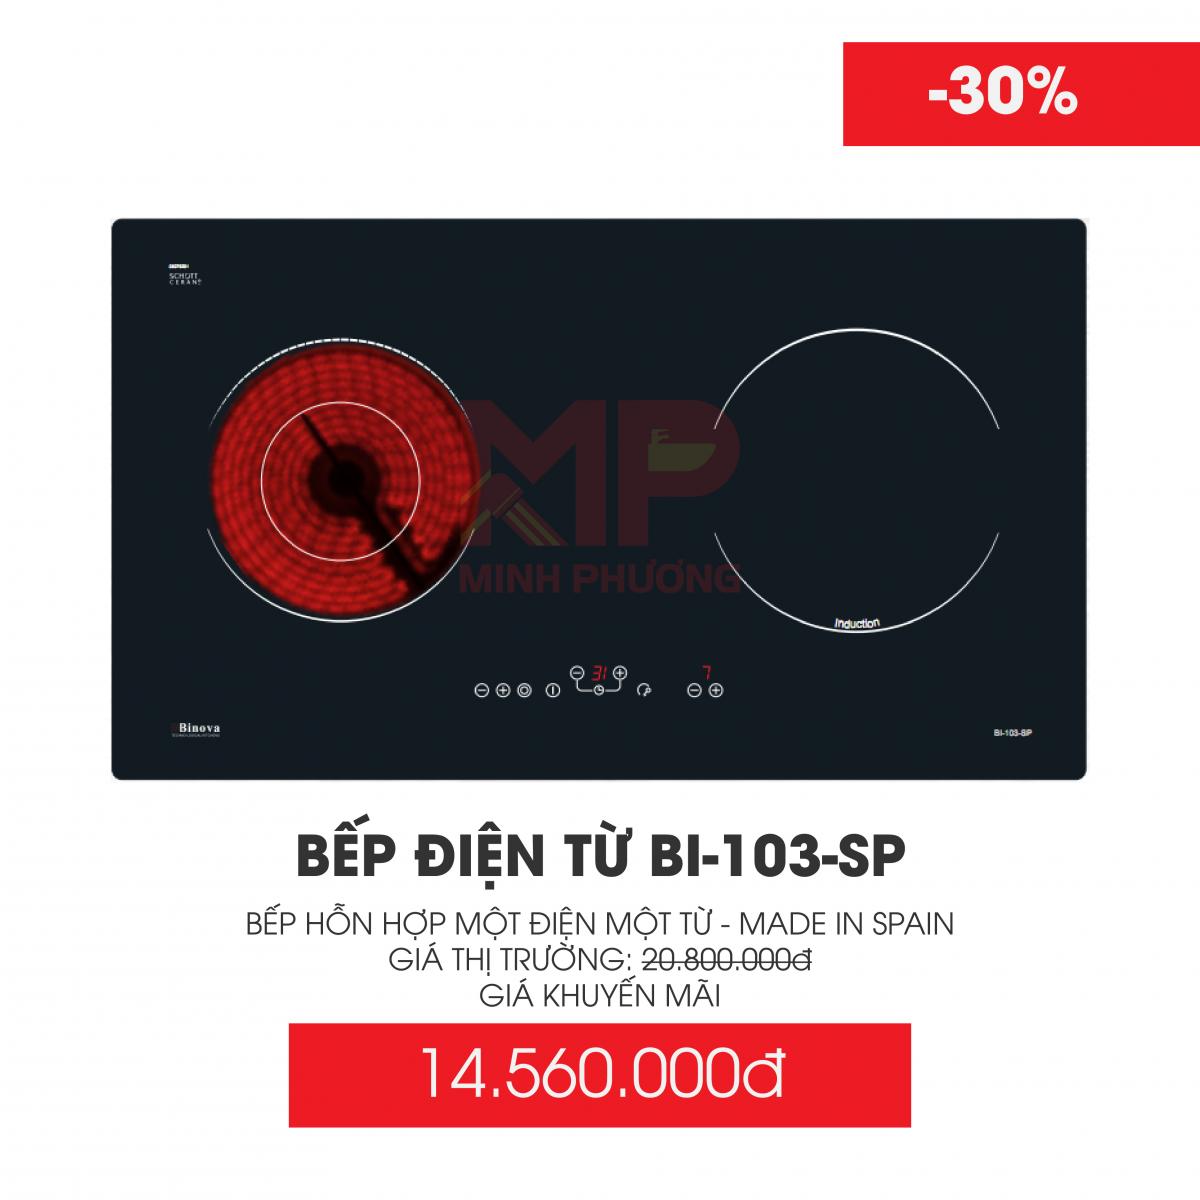 -30%
SCHOTT
CERAN®
MP
MINH PHƯƠNG
Induction
31
7
Binova
BI-103-SP
BẾP ĐIỆN TỪ BI-103-SP
BẾP HỖN HỢP MỘT ĐIỆN MỘT TỪ - MADE IN SPAIN
GIÁ THỊ TRƯỜNG: 20.800.000đ
GIÁ KHUYẾN MÃI
14.560.000đ